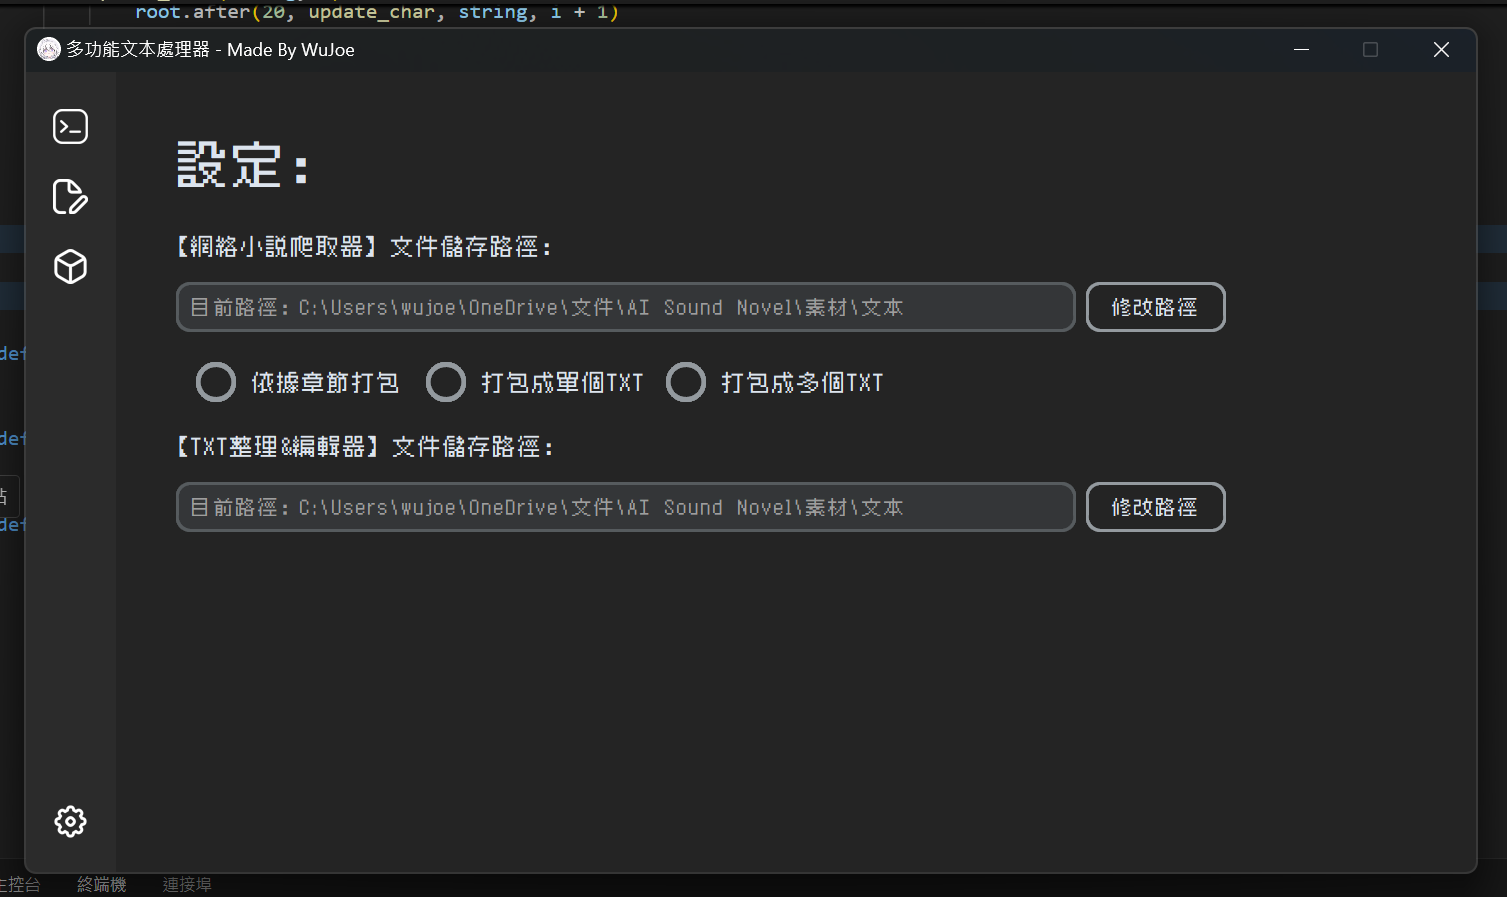 root.after(20, update_char, string, i + 1)
多功能文本處理器 - Made By WuJoe
設定:
【網絡小說爬取器】文件儲存路徑:
目前路徑: C:\Users\wujoe\OneDrive\文件\AI Sound Novel\素材\文本
修改路徑
依據章節打包
打包成單個TXT
打包成多個TXT
【TXT整理&編輯器】文件儲存路徑:
目前路徑: C:\Users\wujoe\OneDrive\文件\AI Sound Novel\素材\文本
修改路徑
def
def
def
主控台
終端機
連接埠